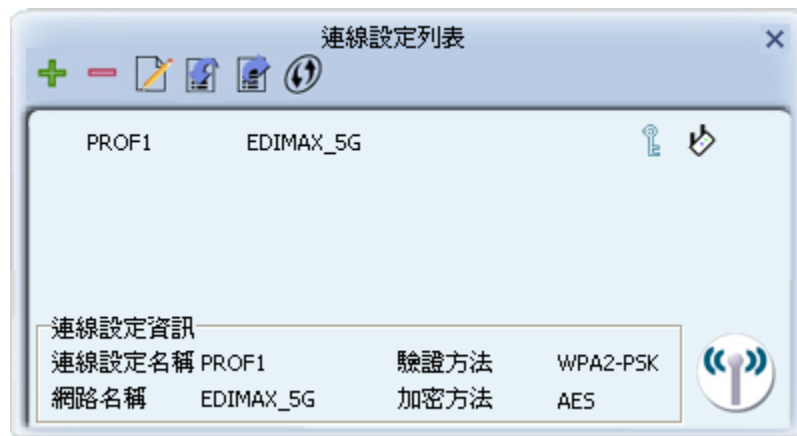 連線設定列表
PROF1 EDIMAX_5G
連線設定資訊
連線設定名稱 PROF1 驗證方法 WPA2-PSK
網路名稱 EDIMAX_5G 加密方法 AES